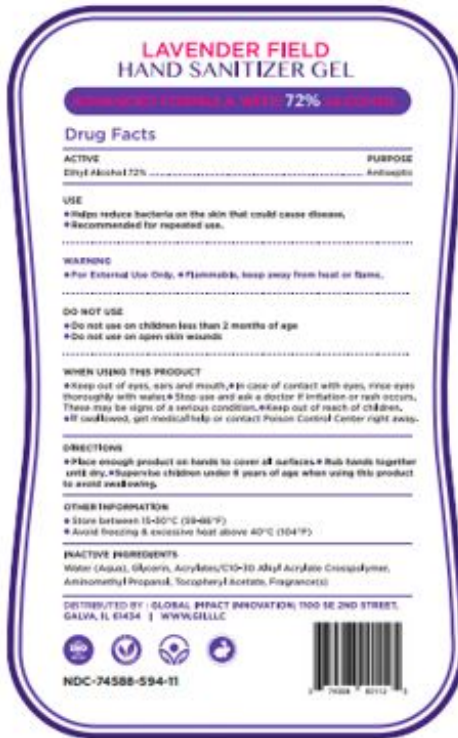 LAVENDER FIELD
HAND SANITIZER GEL
ADVANCED FORMULA WITH 72% ALCOHOL
Drug Facts
ACTIVE PURPOSE
Ethyl Alcohol 72% Antiseptic
USE
Helps reduce bacteria on the skin that could cause disease.
Recommended for repeated use.
WARNING
For External Use Only. Flammable, keep away from heat or flame.
DO NOT USE
Do not use on children less than 2 months of age
Do not use on open skin wounds
WHEN USING THIS PRODUCT
Keep out of eyes, ears and mouth. In case of contact with eyes, rinse eyes
thoroughly with water. Stop use and ask a doctor if irritation or rash occurs.
These may be signs of a serious condition. Keep out of reach of children.
If swallowed, get medical help or contact Poison Control Center right away.
DIRECTIONS
Place enough product on hands to cover all surfaces. Rub hands together
until dry. Supervise children under 6 years of age when using this product
to avoid swallowing.
OTHER INFORMATION
Store between 15-30°C (59-86°F)
Avoid freezing & excessive heat above 40°C (104°F)
INACTIVE INGREDIENTS
Water (Aqua), Glycerin, Acrylates/C10-30 Alkyl Acrylate Crosspolymer,
Aminomethyl Propanol, Tocopheryl Acetate, Fragrance(s)
DISTRIBUTED BY : GLOBAL IMPACT INNOVATION; 1100 SE 2ND STREET,
GALVA, IL 61434 | WWW.GII.LLC
ISO
NDC-74588-594-11